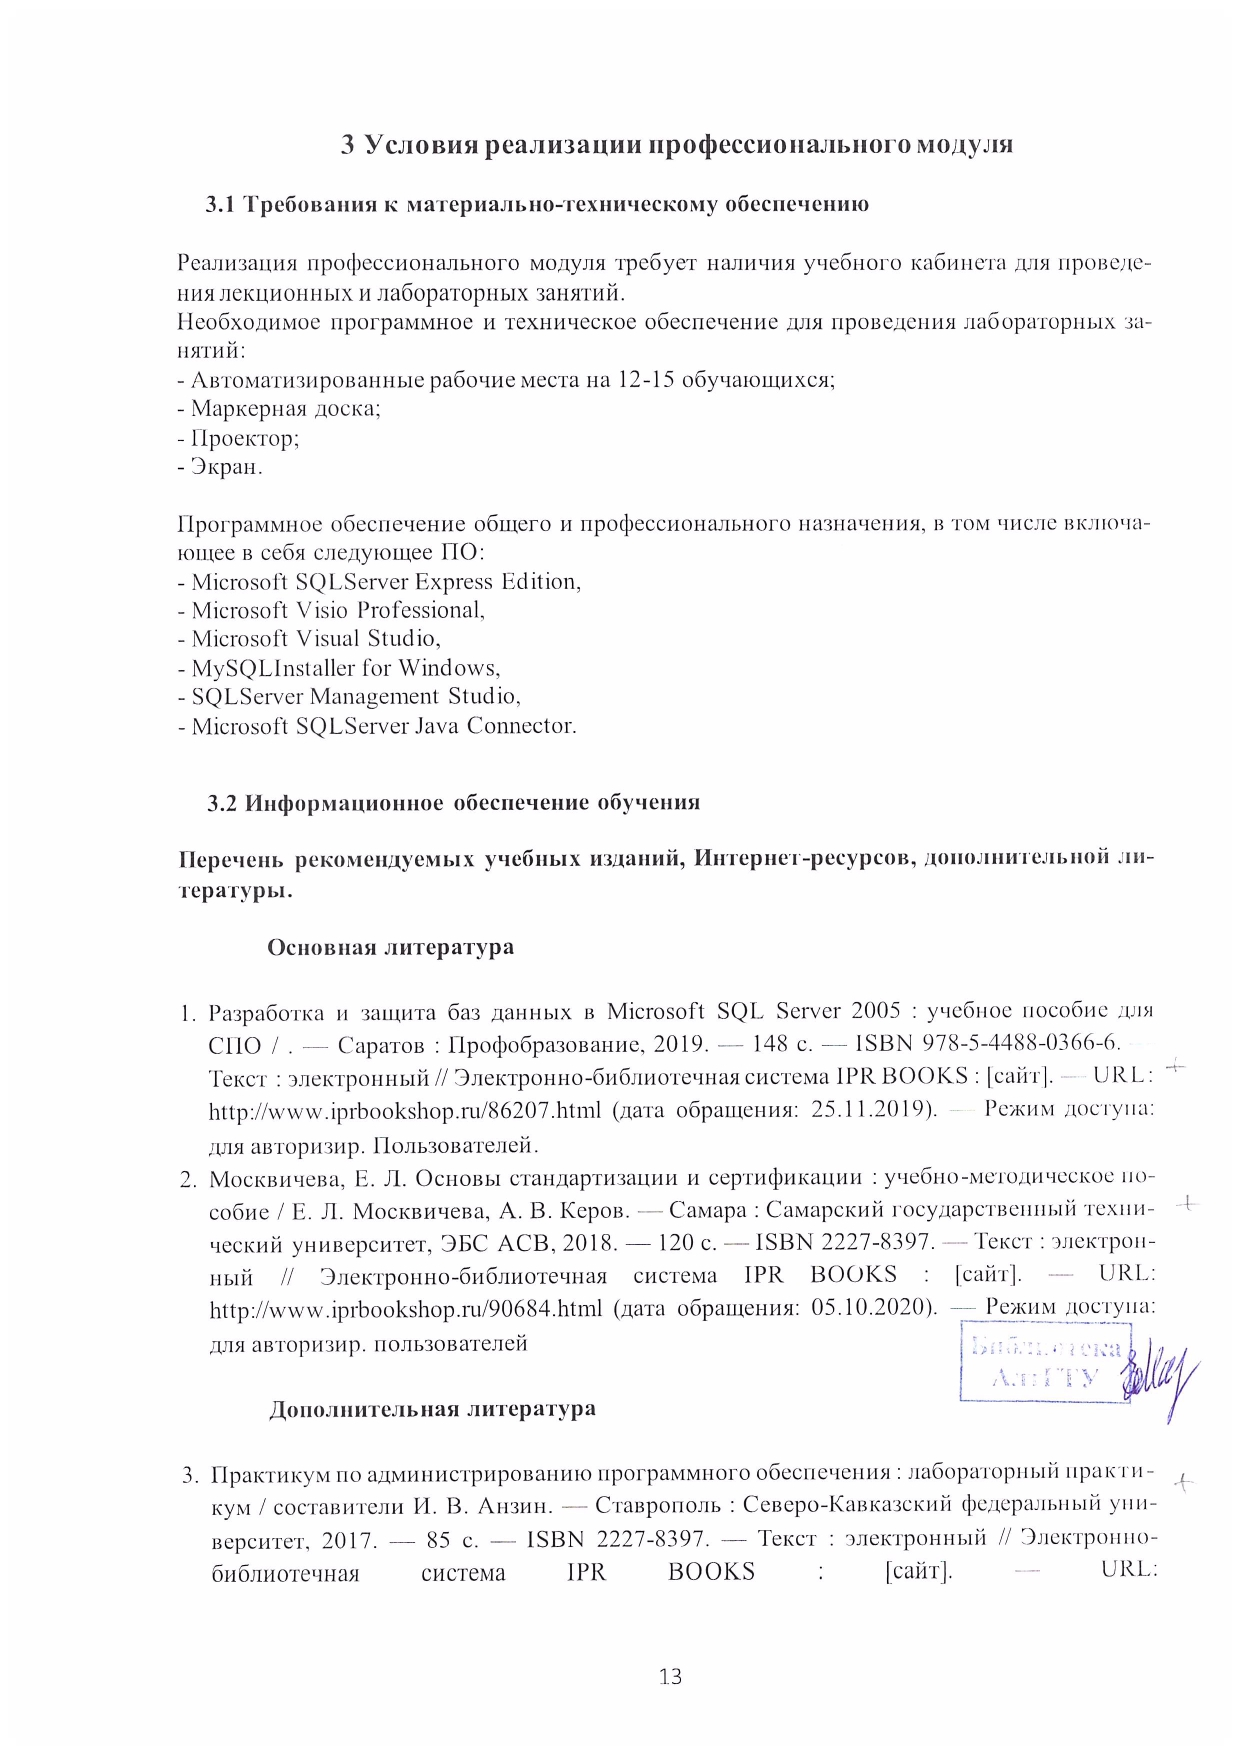 3 Условия реализации профессионального модуля
3.1 Требования к материально-техническому обеспечению
Реализация профессионального модуля требует наличия учебного кабинета для проведе-
ния лекционных и лабораторных занятий.
Необходимое программное и техническое обеспечение для проведения лабораторных за-
нятий:
- Автоматизированные рабочие места на 12-15 обучающихся;
- Маркерная доска;
- Проектор;
- Экран.
Программное обеспечение общего и профессионального назначения, в том числе включа-
ющее в себя следующее ПО:
- Microsoft SQLServer Express Edition,
- Microsoft Visio Professional,
- Microsoft Visual Studio,
- MySQLInstaller for Windows,
- SQLServer Management Studio,
- Microsoft SQLServer Java Connector.
3.2 Информационное обеспечение обучения
Перечень рекомендуемых учебных изданий, Интернет-ресурсов, дополнительной ли-
тературы.
Основная литература
1. Разработка и защита баз данных в Microsoft SQL Server 2005 : учебное пособие для
СПО / . — Саратов : Профобразование, 2019. — 148 с. — ISBN 978-5-4488-0366-6.
Текст : электронный // Электронно-библиотечная система IPR BOOKS : [сайт]. — URL: +
http://www.iprbookshop.ru/86207.html (дата обращения: 25.11.2019). — Режим доступа:
для авторизир. Пользователей.
2. Москвичева, Е. Л. Основы стандартизации и сертификации : учебно-методическое по-
собие / Е. Л. Москвичева, А. В. Керов. — Самара : Самарский государственный техни- +
ческий университет, ЭБС АСВ, 2018. — 120 с. — ISBN 2227-8397. — Текст : электрон-
ный // Электронно-библиотечная система IPR BOOKS : [сайт]. — URL:
http://www.iprbookshop.ru/90684.html (дата обращения: 05.10.2020). — Режим доступа:
для авторизир. пользователей
Библиотека
АлтГТУ
Дополнительная литература
3. Практикум по администрированию программного обеспечения : лабораторный практи- +
кум / составители И. В. Анзин. — Ставрополь : Северо-Кавказский федеральный уни-
верситет, 2017. — 85 с. — ISBN 2227-8397. — Текст : электронный // Электронно-
библиотечная система IPR BOOKS : [сайт]. — URL:
13